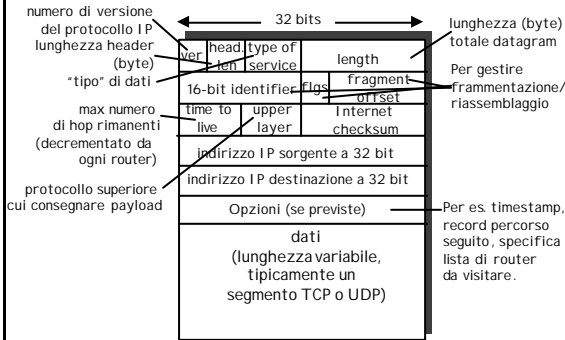 numero di versione
del protocollo IP
lunghezza header
(byte)
"tipo" di dati
max numero
di hop rimanenti
(decrementato da
ogni router)
protocollo superiore
cui consegnare payload
32 bits
ver
head.
len
type of
service
length
16-bit identifier
flgs
fragment
offset
time to
live
upper
layer
Internet
checksum
indirizzo IP sorgente a 32 bit
indirizzo IP destinazione a 32 bit
Opzioni (se previste)
dati
(lunghezza variabile,
tipicamente un
segmento TCP o UDP)
lunghezza (byte)
totale datagram
Per gestire
frammentazione/
riassemblaggio
Per es. timestamp,
record percorso
seguito, specifica
lista di router
da visitare.